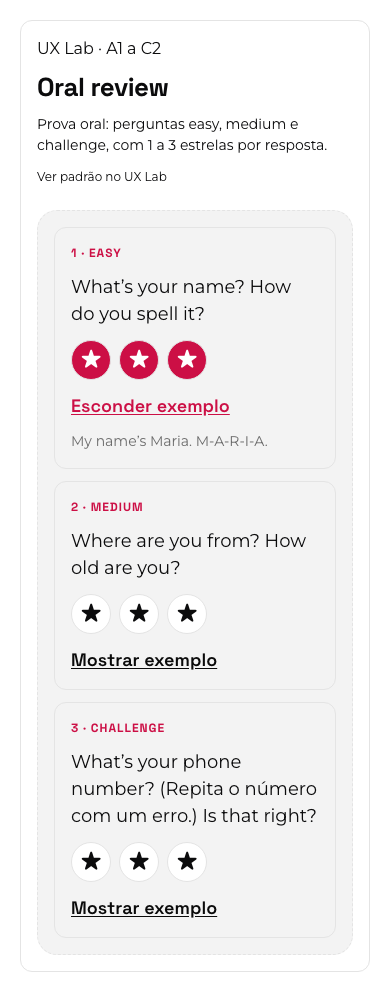 UX Lab · A1 a C2
Oral review
Prova oral: perguntas easy, medium e
challenge, com 1 a 3 estrelas por resposta.
Ver padrão no UX Lab
1 · EASY
What's your name? How
do you spell it?
Esconder exemplo
My name's Maria. M-A-R-I-A.
2 · MEDIUM
Where are you from? How
old are you?
Mostrar exemplo
3 · CHALLENGE
What's your phone
number? (Repita o número
com um erro.) Is that right?
Mostrar exemplo